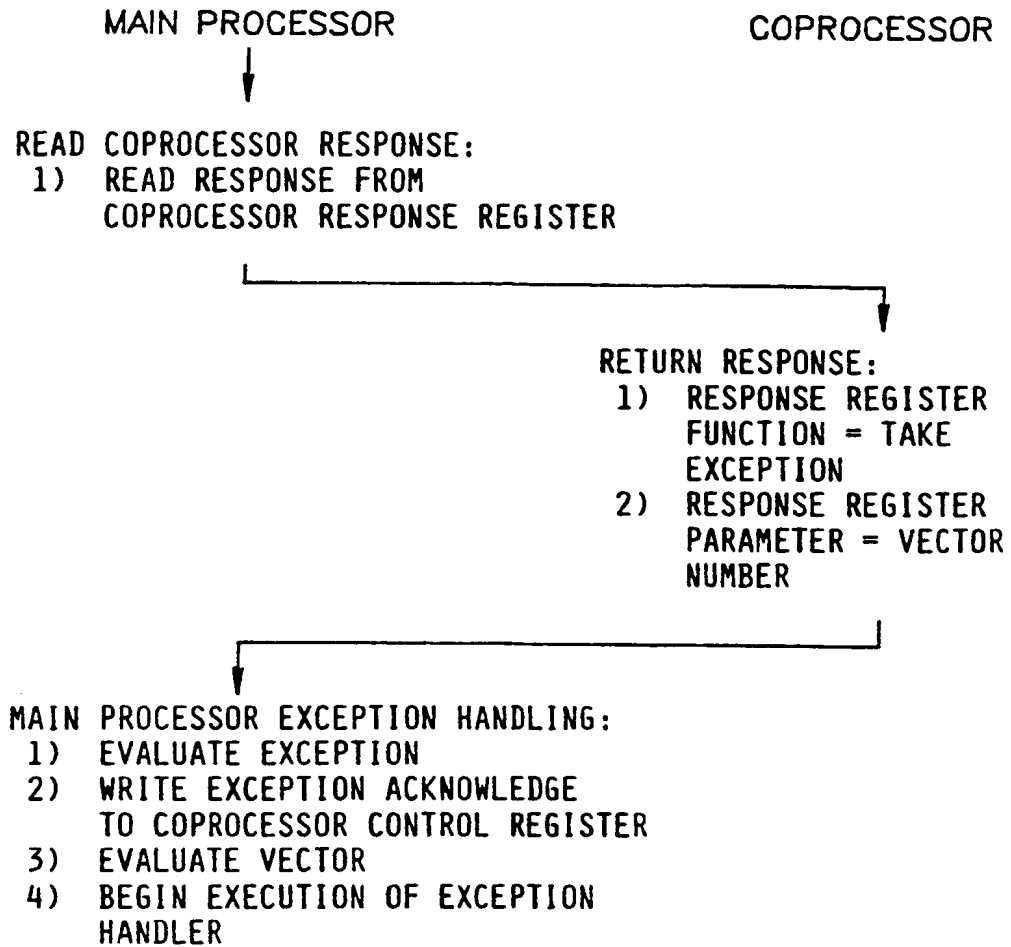 MAIN PROCESSOR
COPROCESSOR
READ COPROCESSOR RESPONSE:
1) READ RESPONSE FROM
COPROCESSOR RESPONSE REGISTER
RETURN RESPONSE:
1) RESPONSE REGISTER
FUNCTION = TAKE
EXCEPTION
2) RESPONSE REGISTER
PARAMETER = VECTOR
NUMBER
MAIN PROCESSOR EXCEPTION HANDLING:
1) EVALUATE EXCEPTION
2) WRITE EXCEPTION ACKNOWLEDGE
TO COPROCESSOR CONTROL REGISTER
3) EVALUATE VECTOR
4) BEGIN EXECUTION OF EXCEPTION
HANDLER